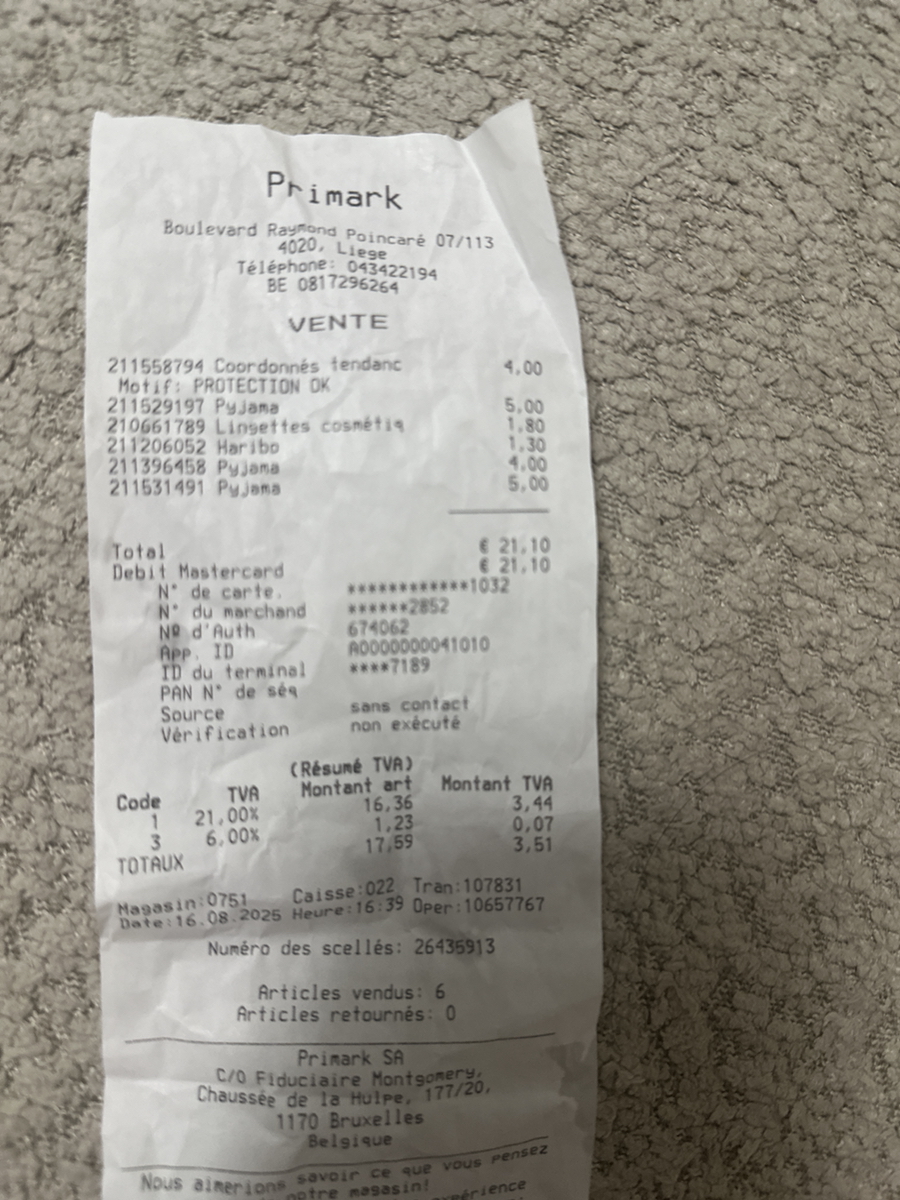 Primark
Boulevard Raymond Poincaré 07/113
4020, Liege
Téléphone: 043422194
BE 0817296264
VENTE
211558794 Coordonnés tendanc 4,00
Motif: PROTECTION OK
211529197 Pyjama 5,00
210661789 Lingettes cosmétiq 1,80
211206052 Haribo 1,30
211396458 Pyjama 4,00
211531491 Pyjama 5,00
Total € 21,10
Debit Mastercard € 21,10
N° de carte. ************1032
N° du marchand ******2852
Nº d'Auth 674062
App. ID A0000000041010
ID du terminal ****7189
PAN N° de séq
Source sans contact
Vérification non exécuté
(Résumé TVA)
Code TVA Montant art Montant TVA
1 21,00% 16,36 3,44
3 6,00% 1,23 0,07
TOTAUX 17,59 3,51
Magasin:0751 Caisse:022 Tran:107831
Date:16.08.2025 Heure:16:39 Oper:10657767
Numéro des scellés: 26435913
Articles vendus: 6
Articles retournés: 0
Primark SA
C/O Fiduciaire Montgomery,
Chaussée de la Hulpe, 177/20,
1170 Bruxelles
Belgique
Nous aimerions savoir ce que vous pensez
notre magasin!